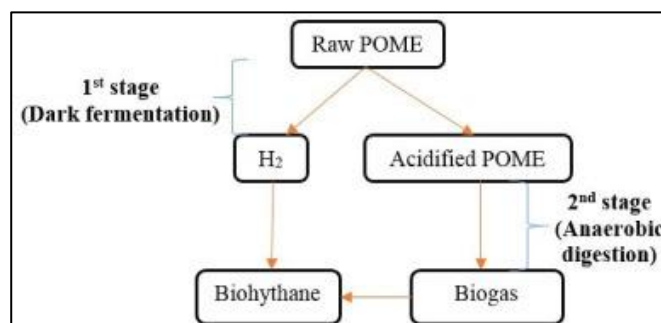 Raw POME
1st stage
(Dark fermentation)
H2
Acidified POME
2nd stage
(Anaerobic
digestion)
Biohythane
Biogas